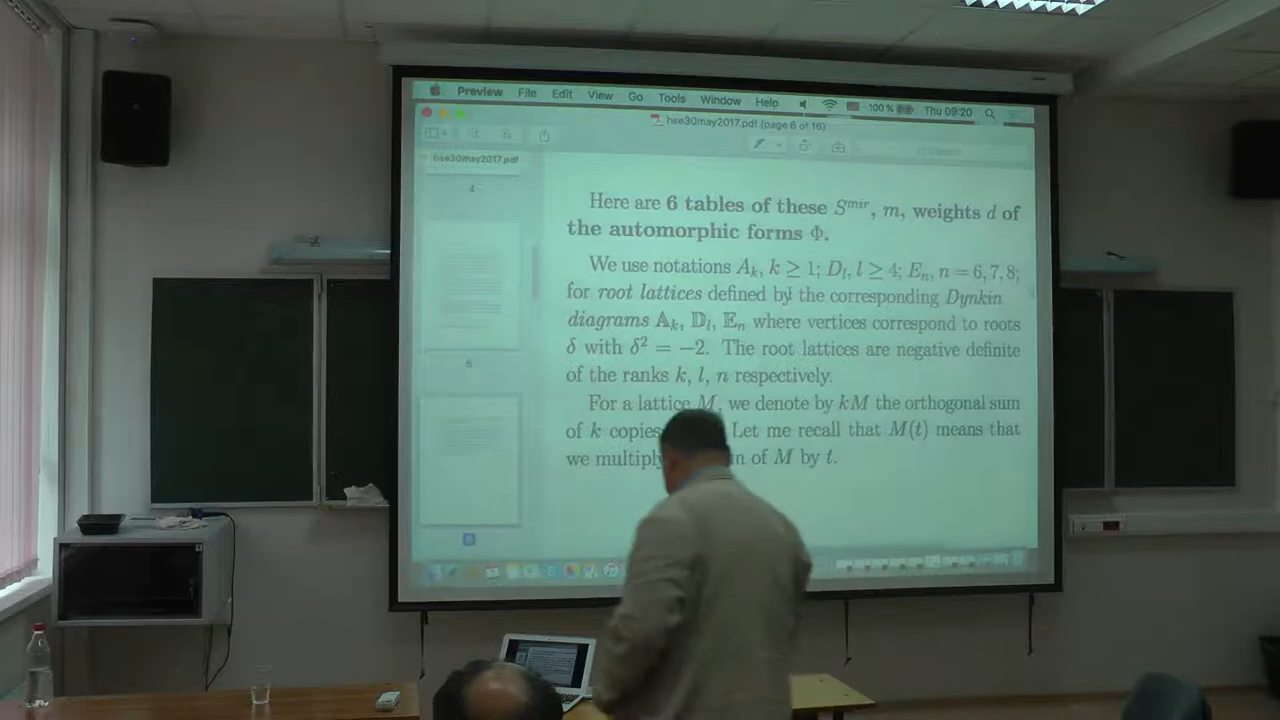 Preview File Edit View Go Tools Window Help 100 % Thu 09:20
hse30may2017.pdf (page 6 of 16)
hse30may2017.pdf
4
Here are 6 tables of these S^{mir}, m, weights d of
the automorphic forms Φ.
We use notations A_k, k ≥ 1; D_l, l ≥ 4; E_n, n = 6, 7, 8;
for root lattices defined by the corresponding Dynkin
diagrams 𝔸_k, 𝔻_l, 𝔼_n where vertices correspond to roots
δ with δ² = −2. The root lattices are negative definite
of the ranks k, l, n respectively.
For a lattice M, we denote by kM the orthogonal sum
of k copies Let me recall that M(t) means that
we multiply of M by t.